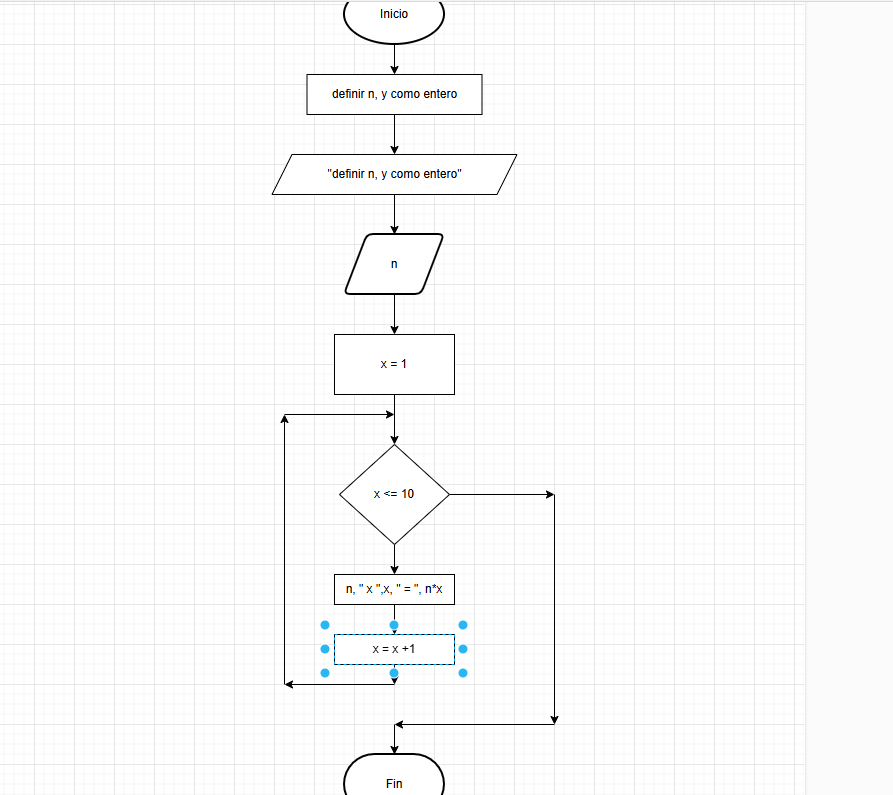 Inicio
definir n, y como entero
"definir n, y como entero"
n
x = 1
x <= 10
n, " x ",x, " = ", n*x
x = x +1
Fin